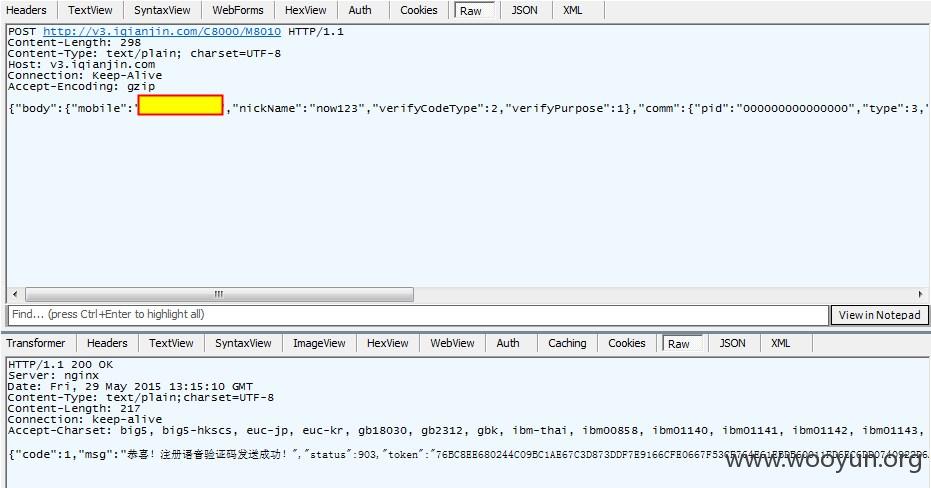 Headers TextView SyntaxView WebForms HexView Auth Cookies Raw JSON XML
POST http://v3.iqianjin.com/C8000/M8010 HTTP/1.1
Content-Length: 298
Content-Type: text/plain; charset=UTF-8
Host: v3.iqianjin.com
Connection: Keep-Alive
Accept-Encoding: gzip
{"body":{"mobile":" ,"nickName":"now123","verifyCodeType":2,"verifyPurpose":1},"comm":{"pid":"000000000000000","type":3,"
Find... (press Ctrl+Enter to highlight all) View in Notepad
Transformer Headers TextView SyntaxView ImageView HexView WebView Auth Caching Cookies Raw JSON XML
HTTP/1.1 200 OK
Server: nginx
Date: Fri, 29 May 2015 13:15:10 GMT
Content-Type: text/plain;charset=UTF-8
Content-Length: 217
Connection: keep-alive
Accept-Charset: big5, big5-hkscs, euc-jp, euc-kr, gb18030, gb2312, gbk, ibm-thai, ibm00858, ibm01140, ibm01141, ibm01142, ibm01143,
{"code":1,"msg":"恭喜！注册语音验证码发送成功！","status":903,"token":
www.wooyun.org